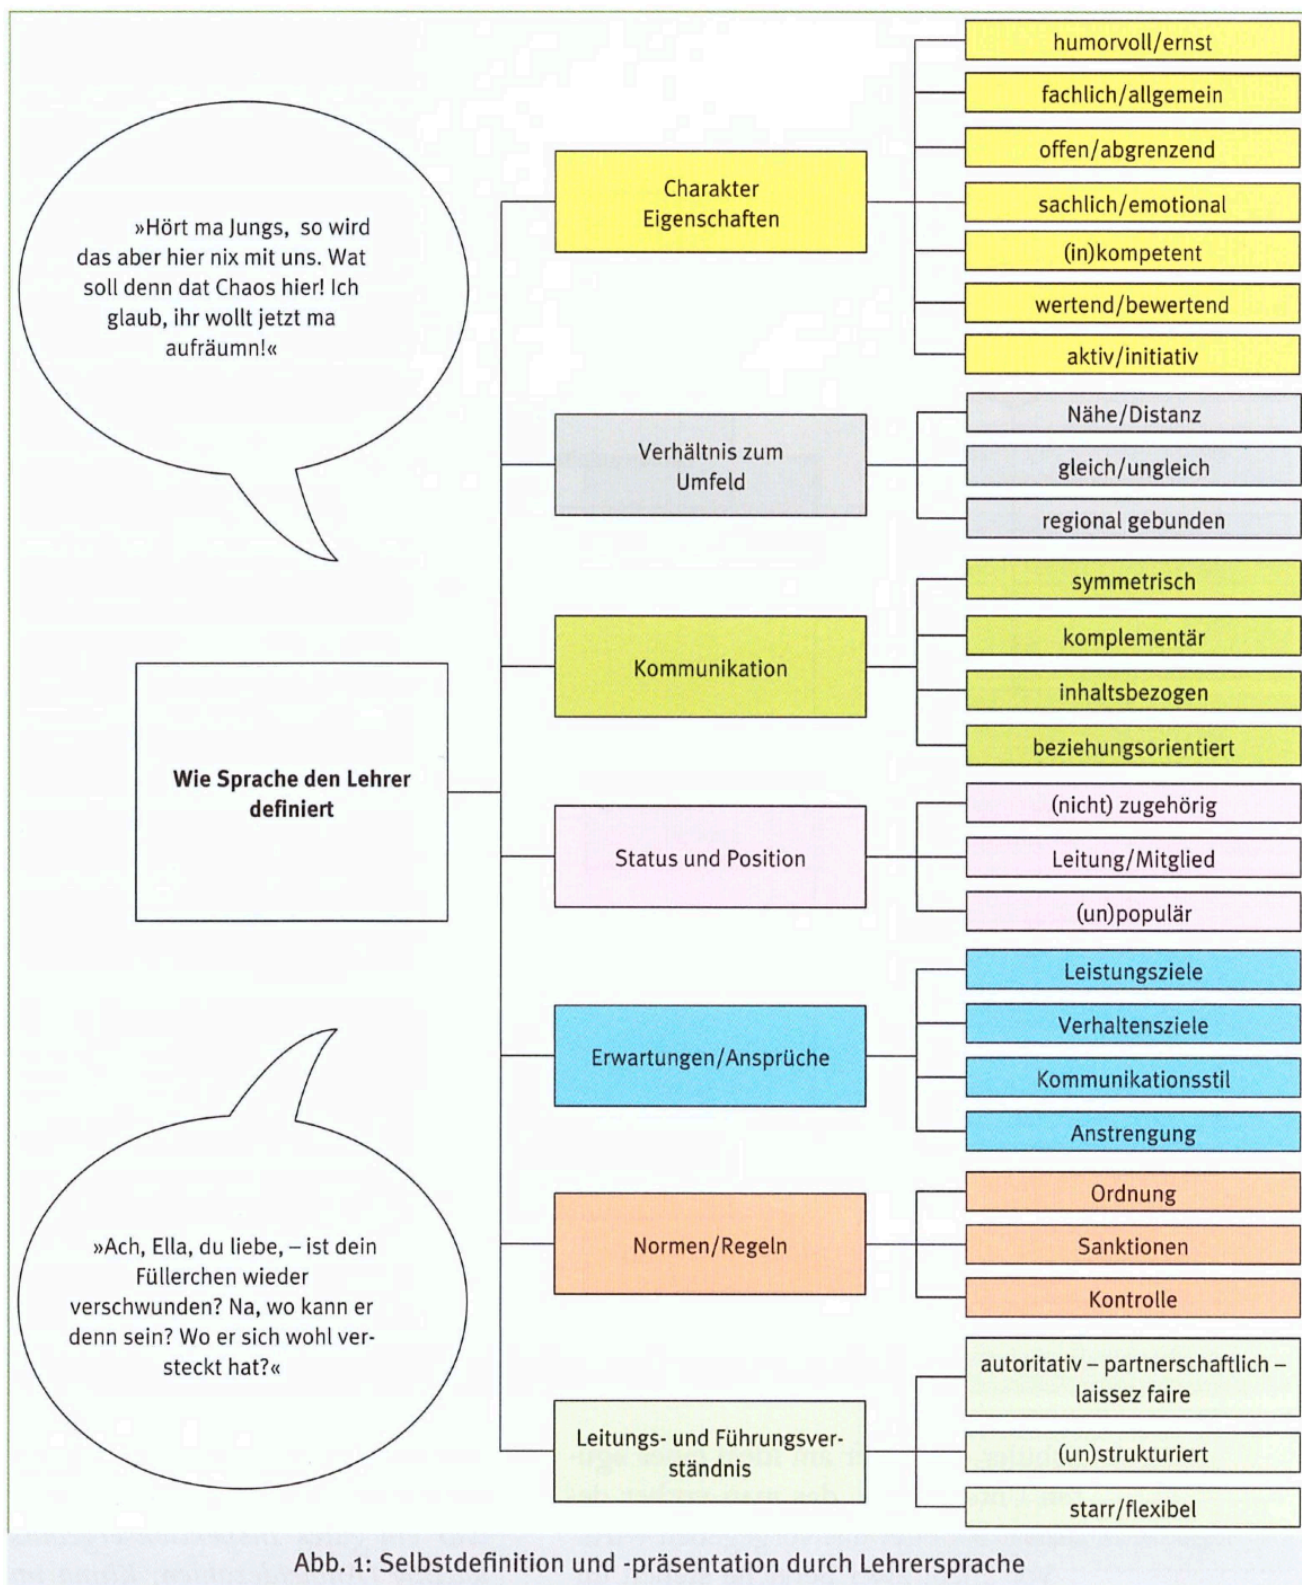 »Hört ma Jungs, so wird
das aber hier nix mit uns. Wat
soll denn dat Chaos hier! Ich
glaub, ihr wollt jetzt ma
aufräumn!«
Wie Sprache den Lehrer
definiert
»Ach, Ella, du liebe, – ist dein
Füllerchen wieder
verschwunden? Na, wo kann er
denn sein? Wo er sich wohl ver-
steckt hat?«
Charakter
Eigenschaften
humorvoll/ernst
fachlich/allgemein
offen/abgrenzend
sachlich/emotional
(in)kompetent
wertend/bewertend
aktiv/initiativ
Verhältnis zum
Umfeld
Nähe/Distanz
gleich/ungleich
regional gebunden
Kommunikation
symmetrisch
komplementär
inhaltsbezogen
beziehungsorientiert
Status und Position
(nicht) zugehörig
Leitung/Mitglied
(un)populär
Erwartungen/Ansprüche
Leistungsziele
Verhaltensziele
Kommunikationsstil
Anstrengung
Normen/Regeln
Ordnung
Sanktionen
Kontrolle
Leitungs- und Führungsver-
ständnis
autoritativ – partnerschaftlich –
laissez faire
(un)strukturiert
starr/flexibel
Abb. 1: Selbstdefinition und -präsentation durch Lehrersprache